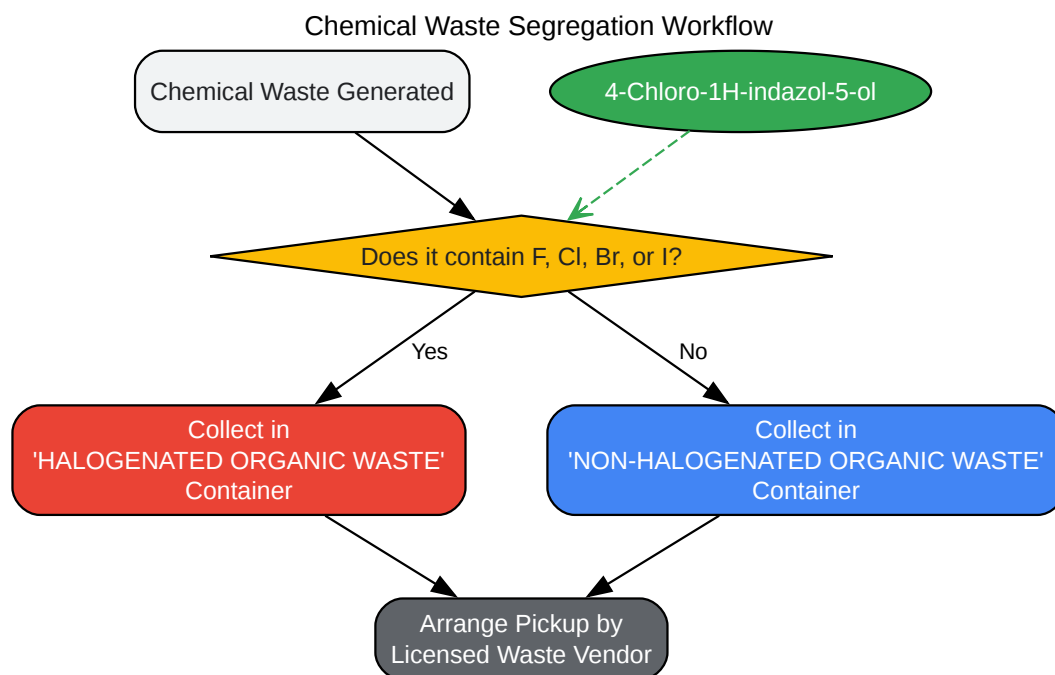 Chemical Waste Segregation Workflow
Chemical Waste Generated
4-Chloro-1H-indazol-5-ol
Does it contain F, Cl, Br, or I?
Yes
No
Collect in
'HALOGENATED ORGANIC WASTE'
Container
Collect in
'NON-HALOGENATED ORGANIC WASTE'
Container
Arrange Pickup by
Licensed Waste Vendor